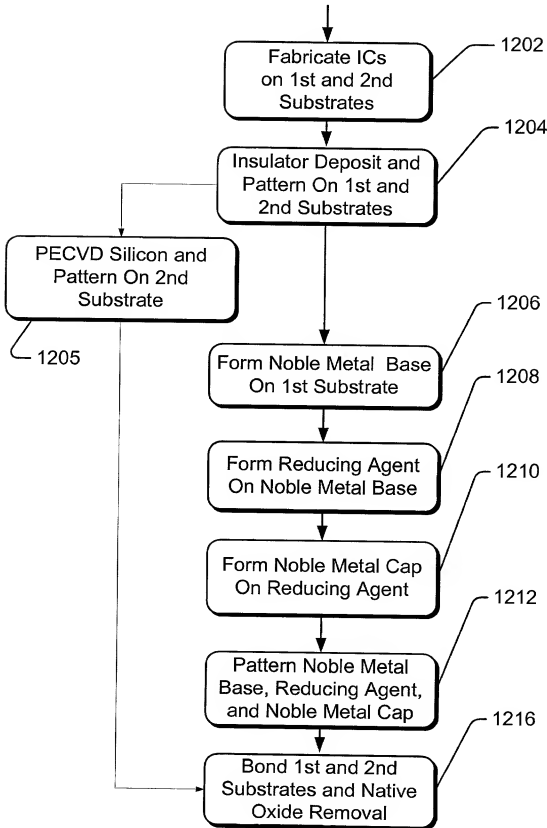 Fabricate ICs
on 1st and 2nd
Substrates
1202
Insulator Deposit and
Pattern On 1st and
2nd Substrates
1204
PECVD Silicon and
Pattern On 2nd
Substrate
1205
Form Noble Metal Base
On 1st Substrate
1206
Form Reducing Agent
On Noble Metal Base
1208
Form Noble Metal Cap
On Reducing Agent
1210
Pattern Noble Metal
Base, Reducing Agent,
and Noble Metal Cap
1212
Bond 1st and 2nd
Substrates and Native
Oxide Removal
1216